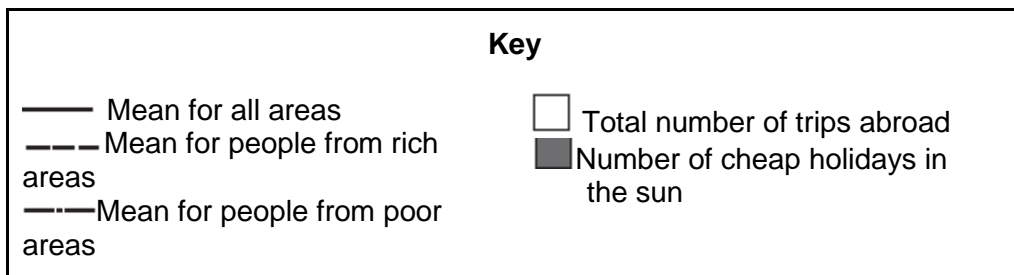 Key
Mean for all areas
Mean for people from rich
areas
Mean for people from poor
areas
Total number of trips abroad
Number of cheap holidays in
the sun